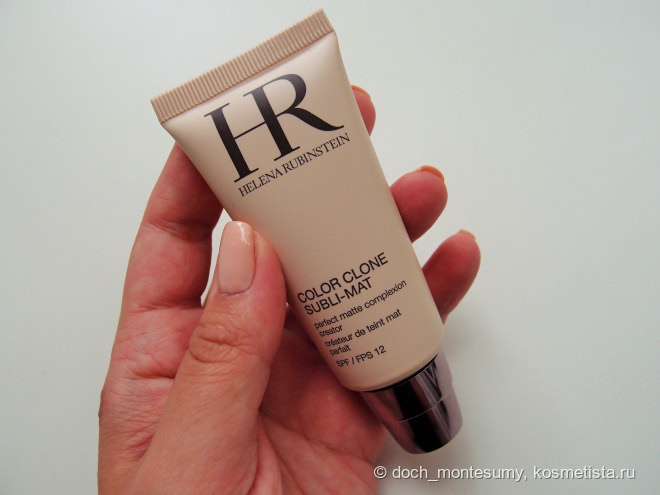 HR
HELENA RUBINSTEIN
COLOR CLONE
SUBLI-MAT
perfect matte complexion
creator
créateur de teint mat
parfait
SPF / FPS 12
© doch_montesumy, kosmetista.ru